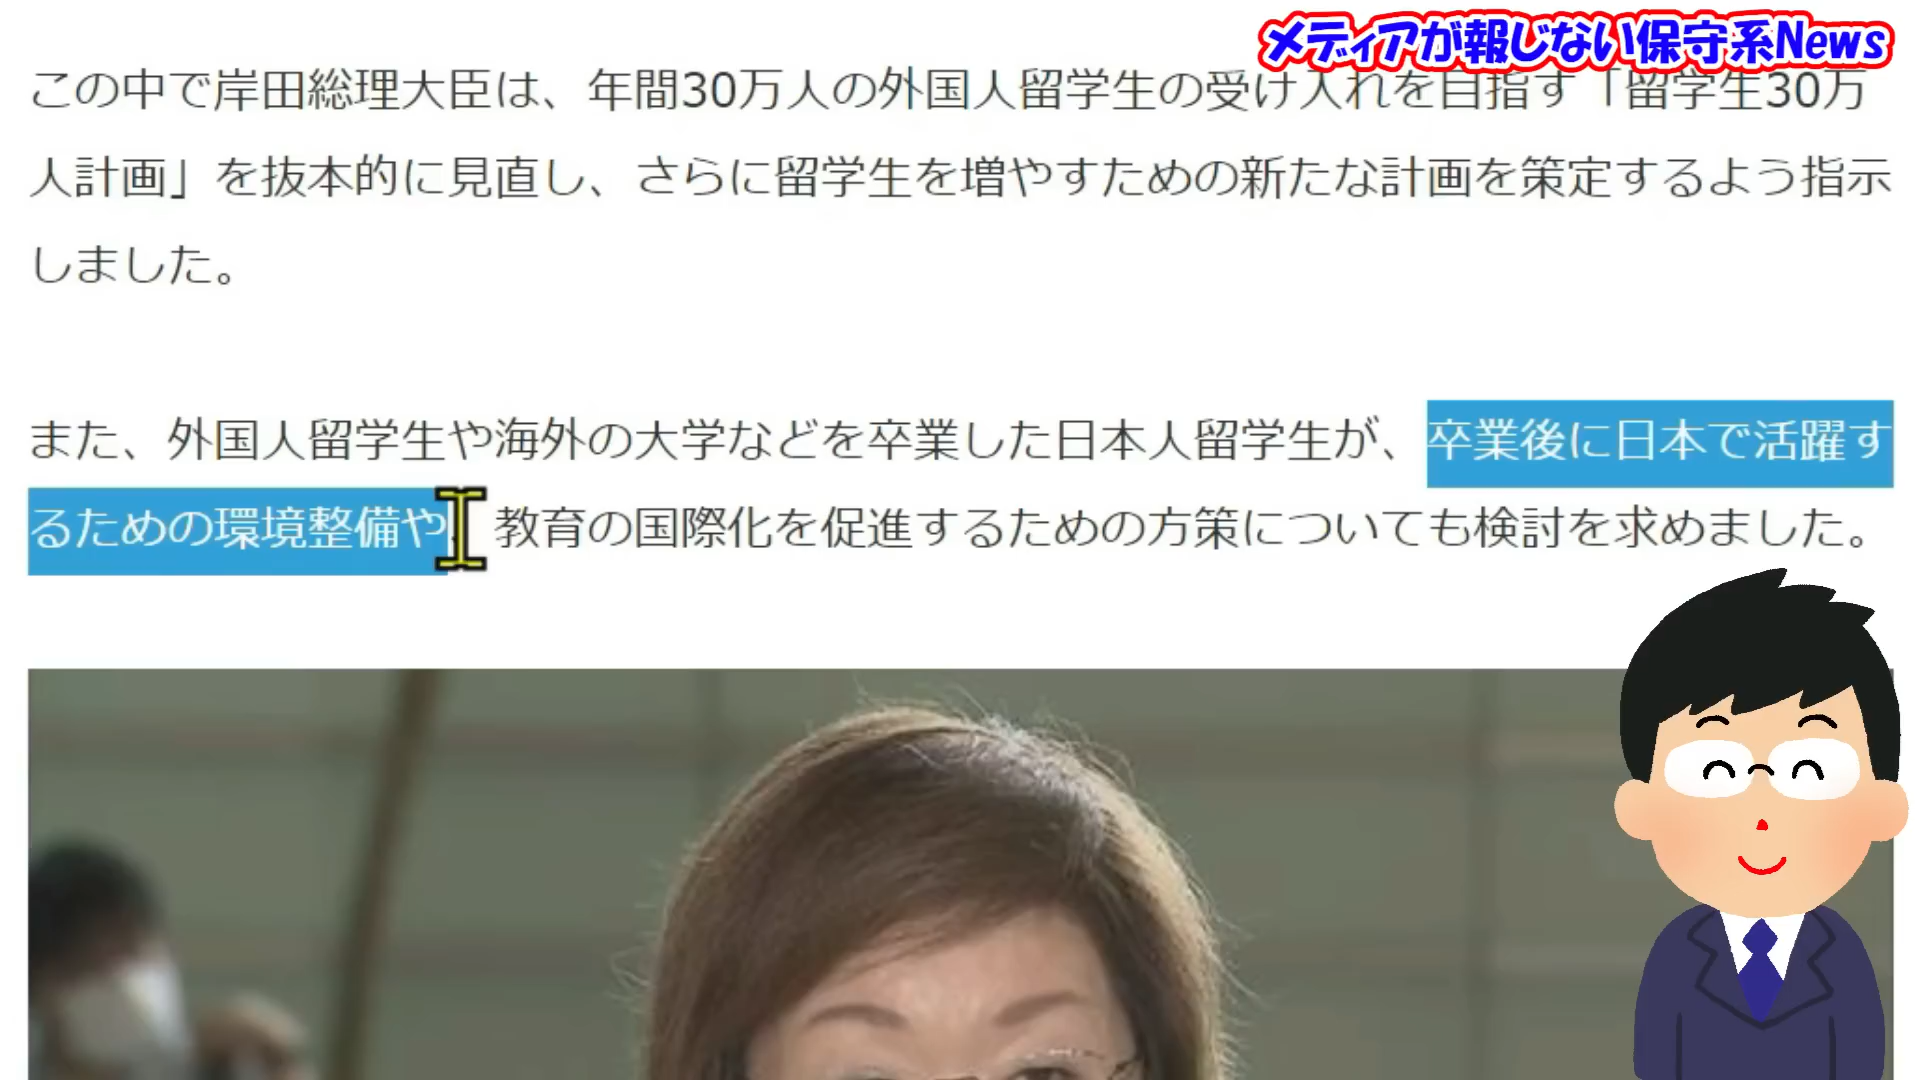 メディアが報じない保守系News
この中で岸田総理大臣は、年間30万人の外国人留学生の受け入れを目指す「留学生30万
人計画」を抜本的に見直し、さらに留学生を増やすための新たな計画を策定するよう指示
しました。
また、外国人留学生や海外の大学などを卒業した日本人留学生が、卒業後に日本で活躍す
るための環境整備や、教育の国際化を促進するための方策についても検討を求めました。